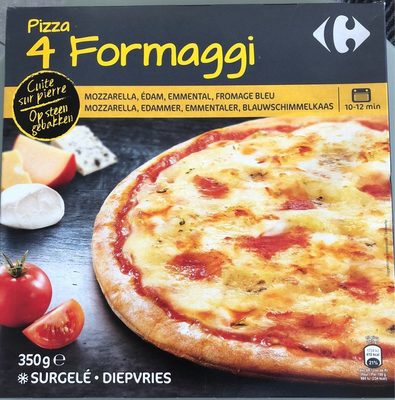 Pizza
4 Formaggi
Cuite
sur pierre
Op steen
gebakken
MOZZARELLA, ÉDAM, EMMENTAL, FROMAGE BLEU
MOZZARELLA, EDAMMER, EMMENTALER, BLAUWSCHIMMELKAAS
10-12 min
350g ℮
SURGELÉ • DIEPVRIES
21%